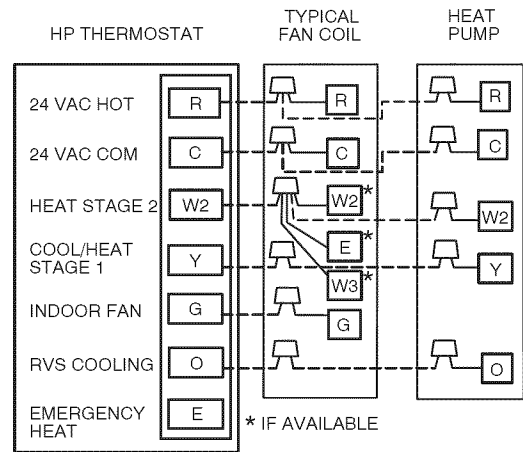 HP THERMOSTAT
TYPICAL
FAN COIL
HEAT
PUMP
24 VAC HOT R R R
24 VAC COM C C C
HEAT STAGE 2 W2 W2* W2
E*
COOL/HEAT
STAGE 1 Y Y
W3*
INDOOR FAN G G
RVS COOLING O O
EMERGENCY
HEAT E
* IF AVAILABLE